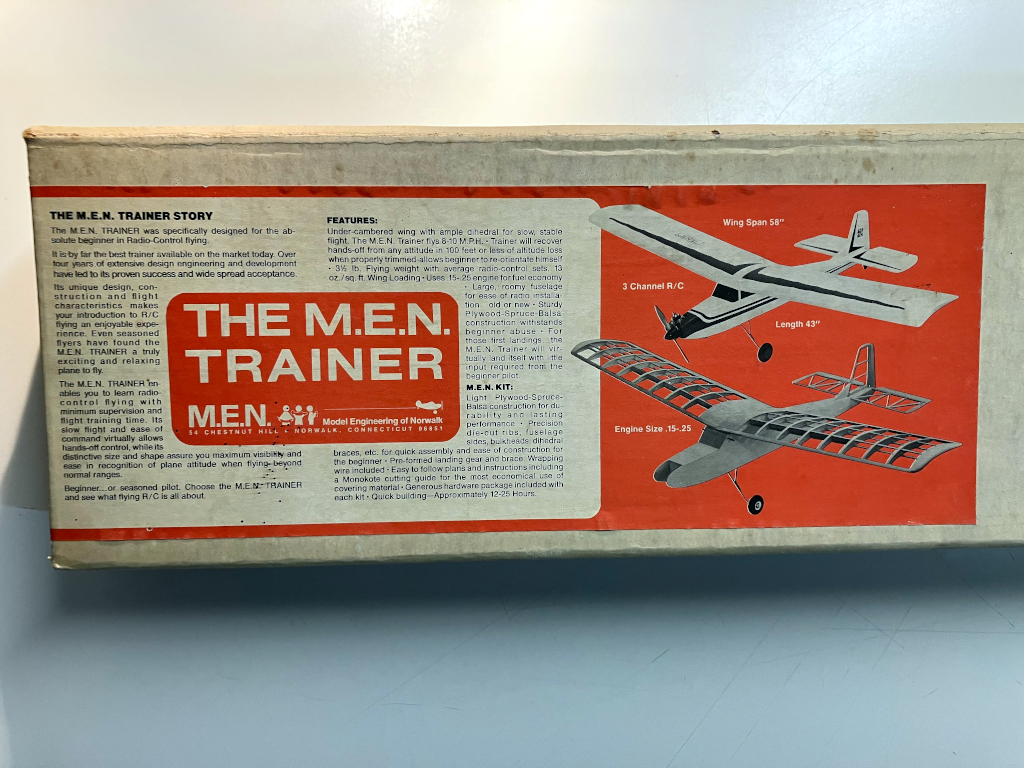 THE M.E.N. TRAINER STORY
The M.E.N. TRAINER was specifically designed for the ab-
solute beginner in Radio-Control flying.
It is by far the best trainer available on the market today. Over
four years of extensive design engineering and development
have led to its proven success and wide spread acceptance.
Its unique design, con-
struction and flight
characteristics makes
your introduction to R/C
flying an enjoyable expe-
rience. Even seasoned
flyers have found the
M.E.N. TRAINER a truly
exciting and relaxing
plane to fly.
The M.E.N. TRAINER en-
ables you to learn radio-
control flying with
minimum supervision and
flight training time. Its
slow flight and ease of
command virtually allows
hands-off control, while its
distinctive size and shape assure you maximum visibility and
ease in recognition of plane attitude when flying beyond
normal ranges.
Beginner...or seasoned pilot. Choose the M.E.N. TRAINER
and see what flying R/C is all about.
THE M.E.N.
TRAINER
M.E.N.
Model Engineering of Norwalk
54 CHESTNUT HILL • NORWALK, CONNECTICUT 06851
FEATURES:
Under-cambered wing with ample dihedral for slow, stable
flight. The M.E.N. Trainer flys 8-10 M.P.H. • Trainer will recover
hands-off from any attitude in 100 feet or less of altitude loss
when properly trimmed-allows beginner to re-orientate himself
• 3½ lb. Flying weight with average radio-control sets. 13
oz./sq. ft. Wing Loading • Uses .15-.25 engine for fuel economy
• Large, roomy fuselage
for ease of radio installa-
tion...old or new • Sturdy
Plywood-Spruce-Balsa
construction withstands
beginner abuse • For
those first landings, the
M.E.N. Trainer will vir-
tually land itself with little
input required from the
beginner pilot.
M.E.N. KIT:
Light Plywood-Spruce-
Balsa construction for du-
rability and lasting
performance • Precision
die-cut ribs, fuselage
sides, bulkheads, dihedral
braces, etc. for quick assembly and ease of construction for
the beginner • Pre-formed landing gear and brace. Wrapping
wire included • Easy to follow plans and instructions including
a Monokote cutting guide for the most economical use of
covering material • Generous hardware package included with
each kit • Quick building—Approximately 12-25 Hours.
Wing Span 58"
3 Channel R/C
Length 43"
Engine Size .15-.25